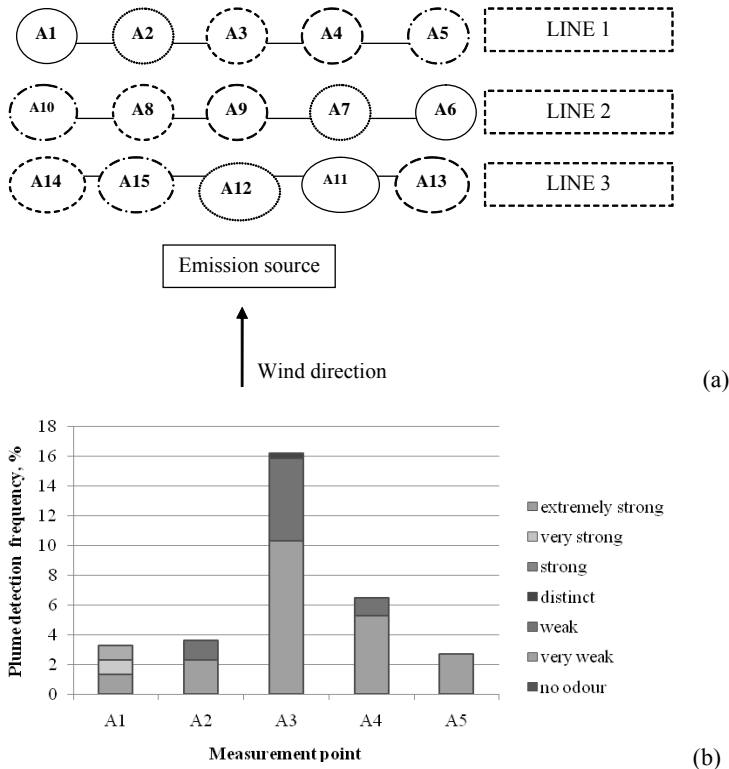 A1 A2 A3 A4 A5 LINE 1
A10 A8 A9 A7 A6 LINE 2
A14 A15 A12 A11 A13 LINE 3
Emission source
Wind direction
(a)
Plume detection frequency, %
18
16
14
12
10
8
6
4
2
0
A1 A2 A3 A4 A5
Measurement point
extremely strong
very strong
strong
distinct
weak
very weak
no odour
(b)